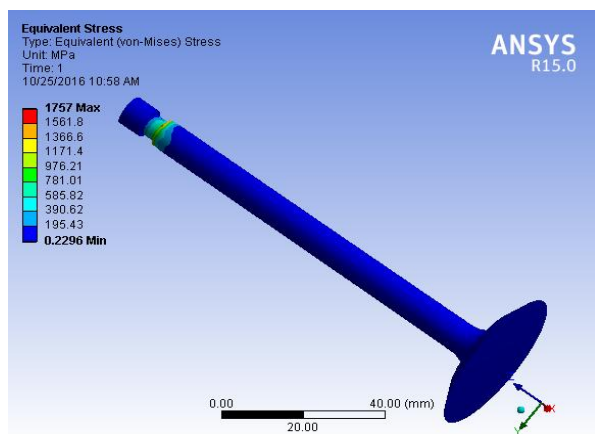 Equivalent Stress
Type: Equivalent (von-Mises) Stress
Unit: MPa
Time: 1
10/25/2016 10:58 AM
ANSYS
R15.0
1757 Max
1561.8
1366.6
1171.4
976.21
781.01
585.82
390.62
195.43
0.2296 Min
0.00
40.00 (mm)
20.00
X
Y